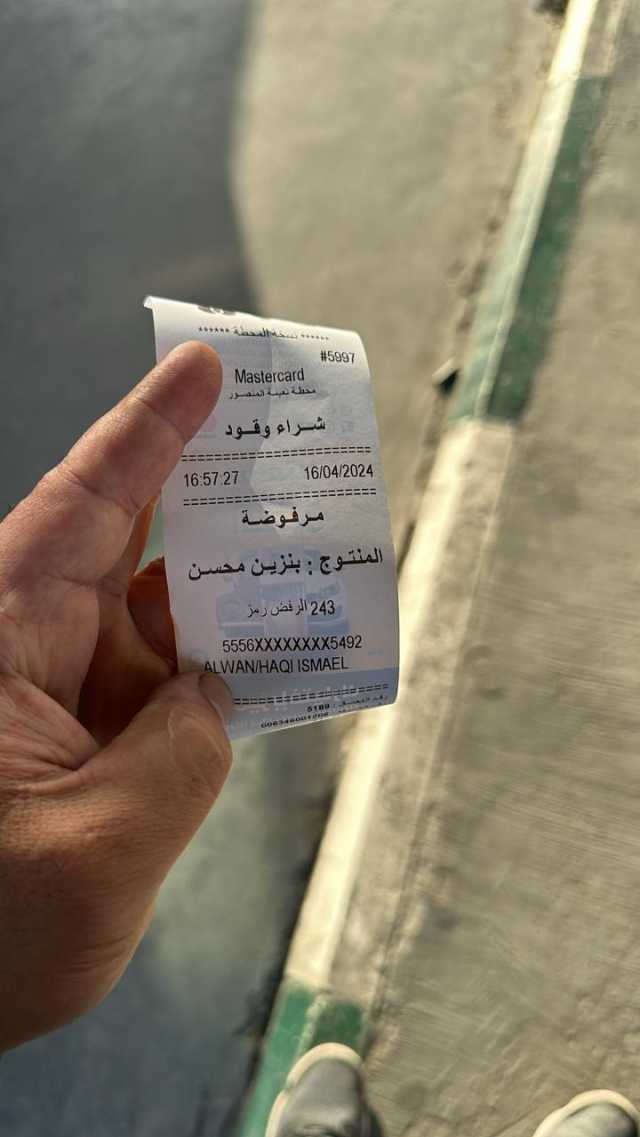 ****** نسخة المحطة ******
#5997
Mastercard
محطة نعيمة المنصور
شراء وقود
==============================
16:57:27 16/04/2024
==============================
مرفوضة
المنتوج : بنزين محسن
243 الرفض رمز
5556XXXXXXXX5492
ALWAN/HAQI ISMAEL
==============================
5189 :